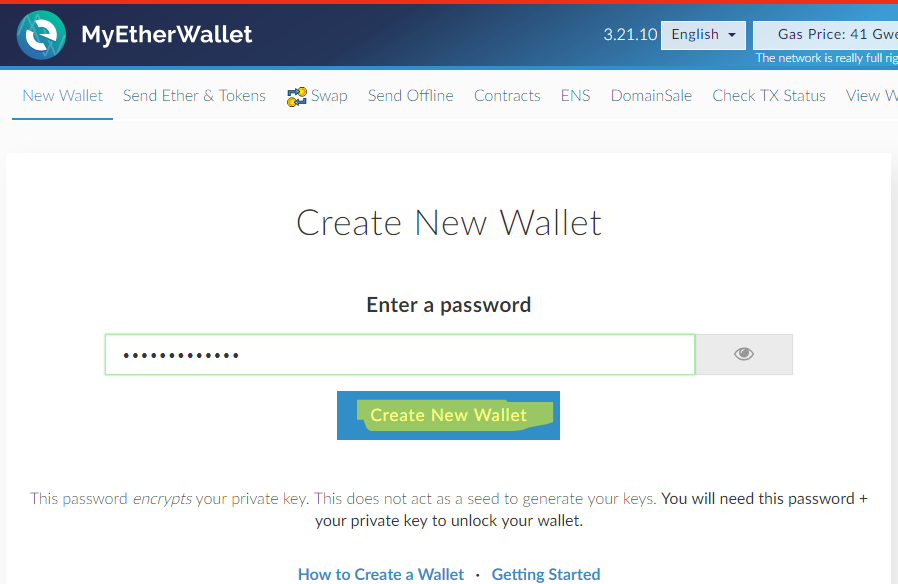 MyEtherWallet
3.21.10 English Gas Price: 41 Gwe
The network is really full rig
New Wallet Send Ether & Tokens Swap Send Offline Contracts ENS DomainSale Check TX Status View W
Create New Wallet
Enter a password
•••••••••••••
Create New Wallet
This password encrypts your private key. This does not act as a seed to generate your keys. You will need this password +
your private key to unlock your wallet.
How to Create a Wallet · Getting Started